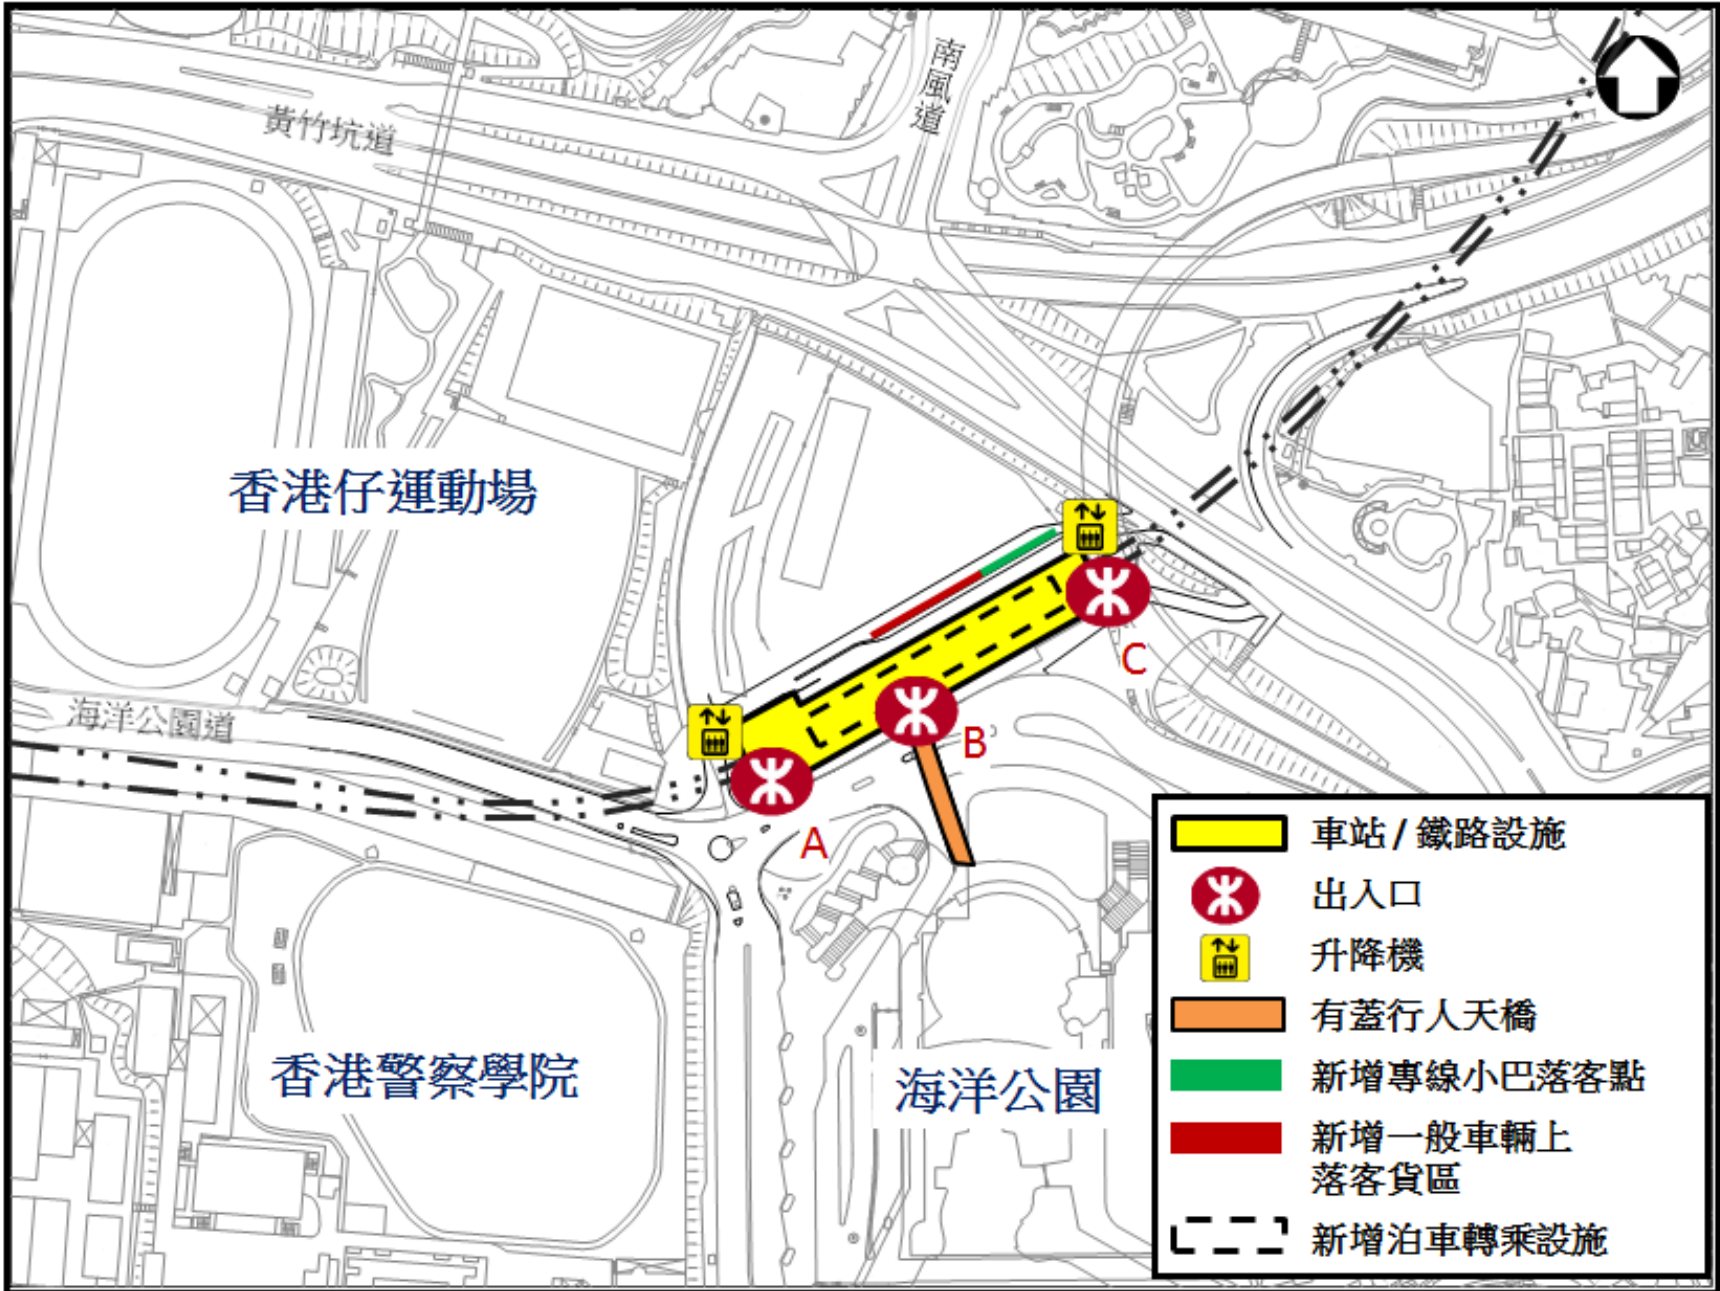 南風道
黃竹坑道
香港仔運動場
海洋公園道
C
B
A
香港警察學院
海洋公園
車站 / 鐵路設施
出入口
升降機
有蓋行人天橋
新增專線小巴落客點
新增一般車輛上
落客貨區
新增泊車轉乘設施